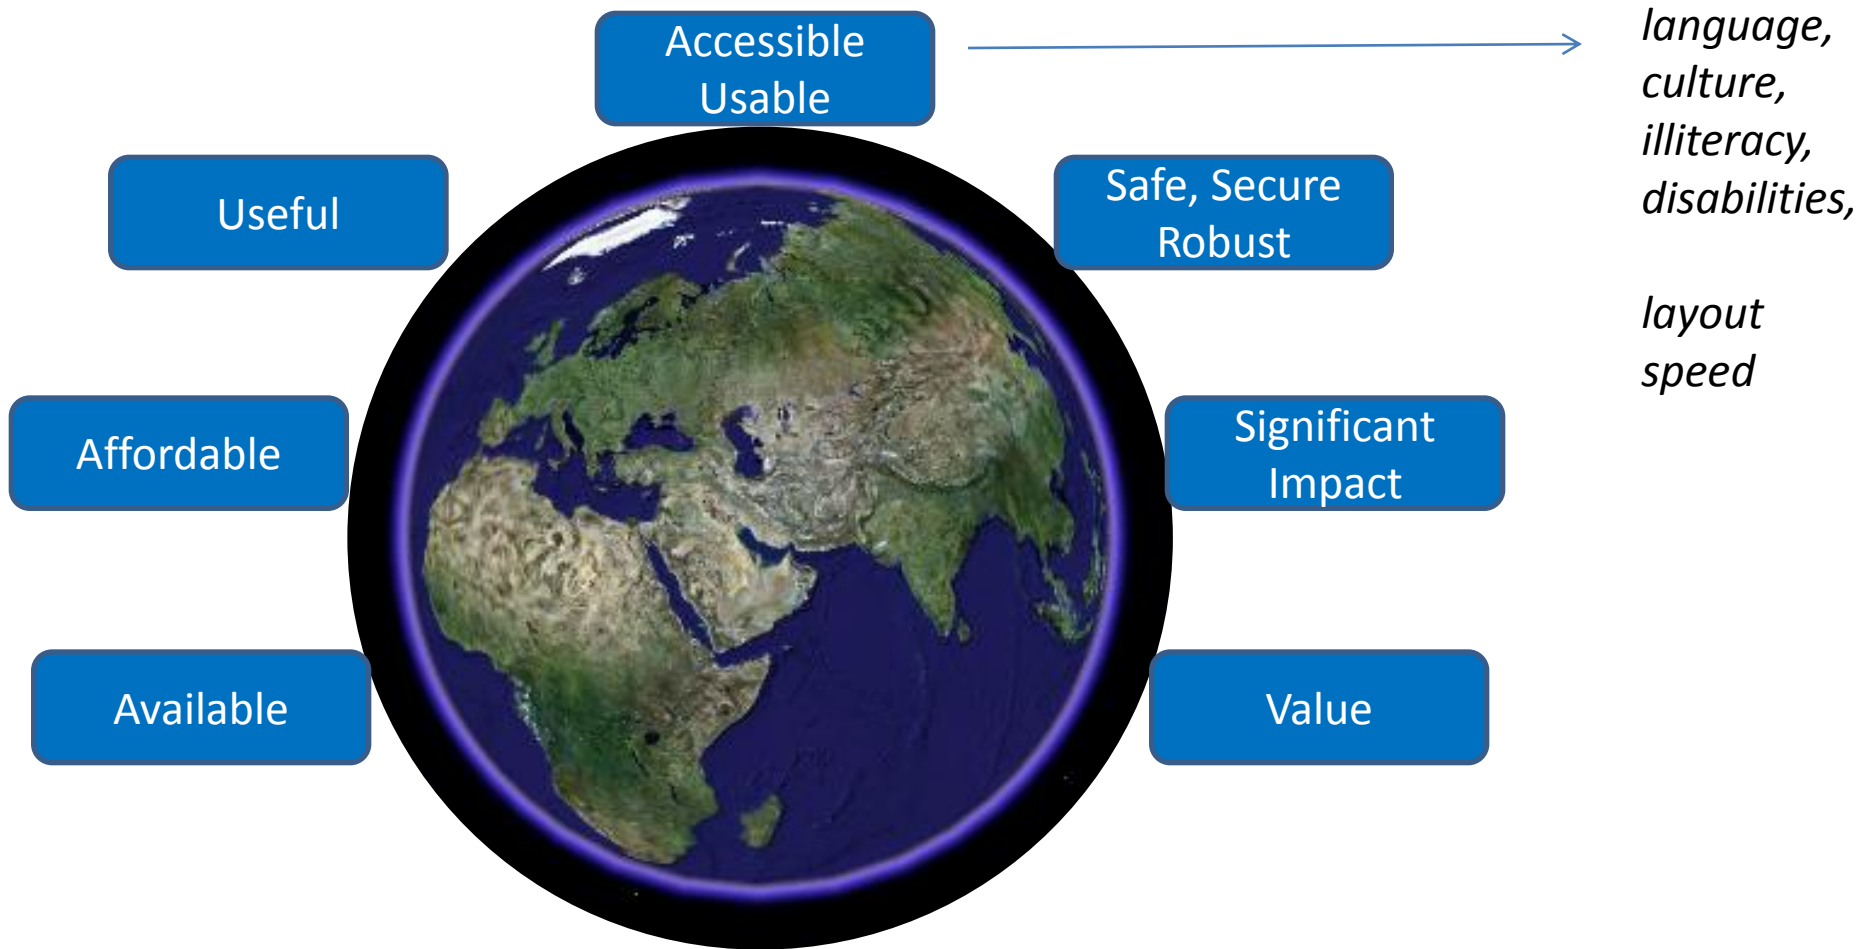 Accessible
Usable
language,
culture,
illiteracy,
disabilities,
layout
speed
Useful
Safe, Secure
Robust
Affordable
Significant
Impact
Available
Value